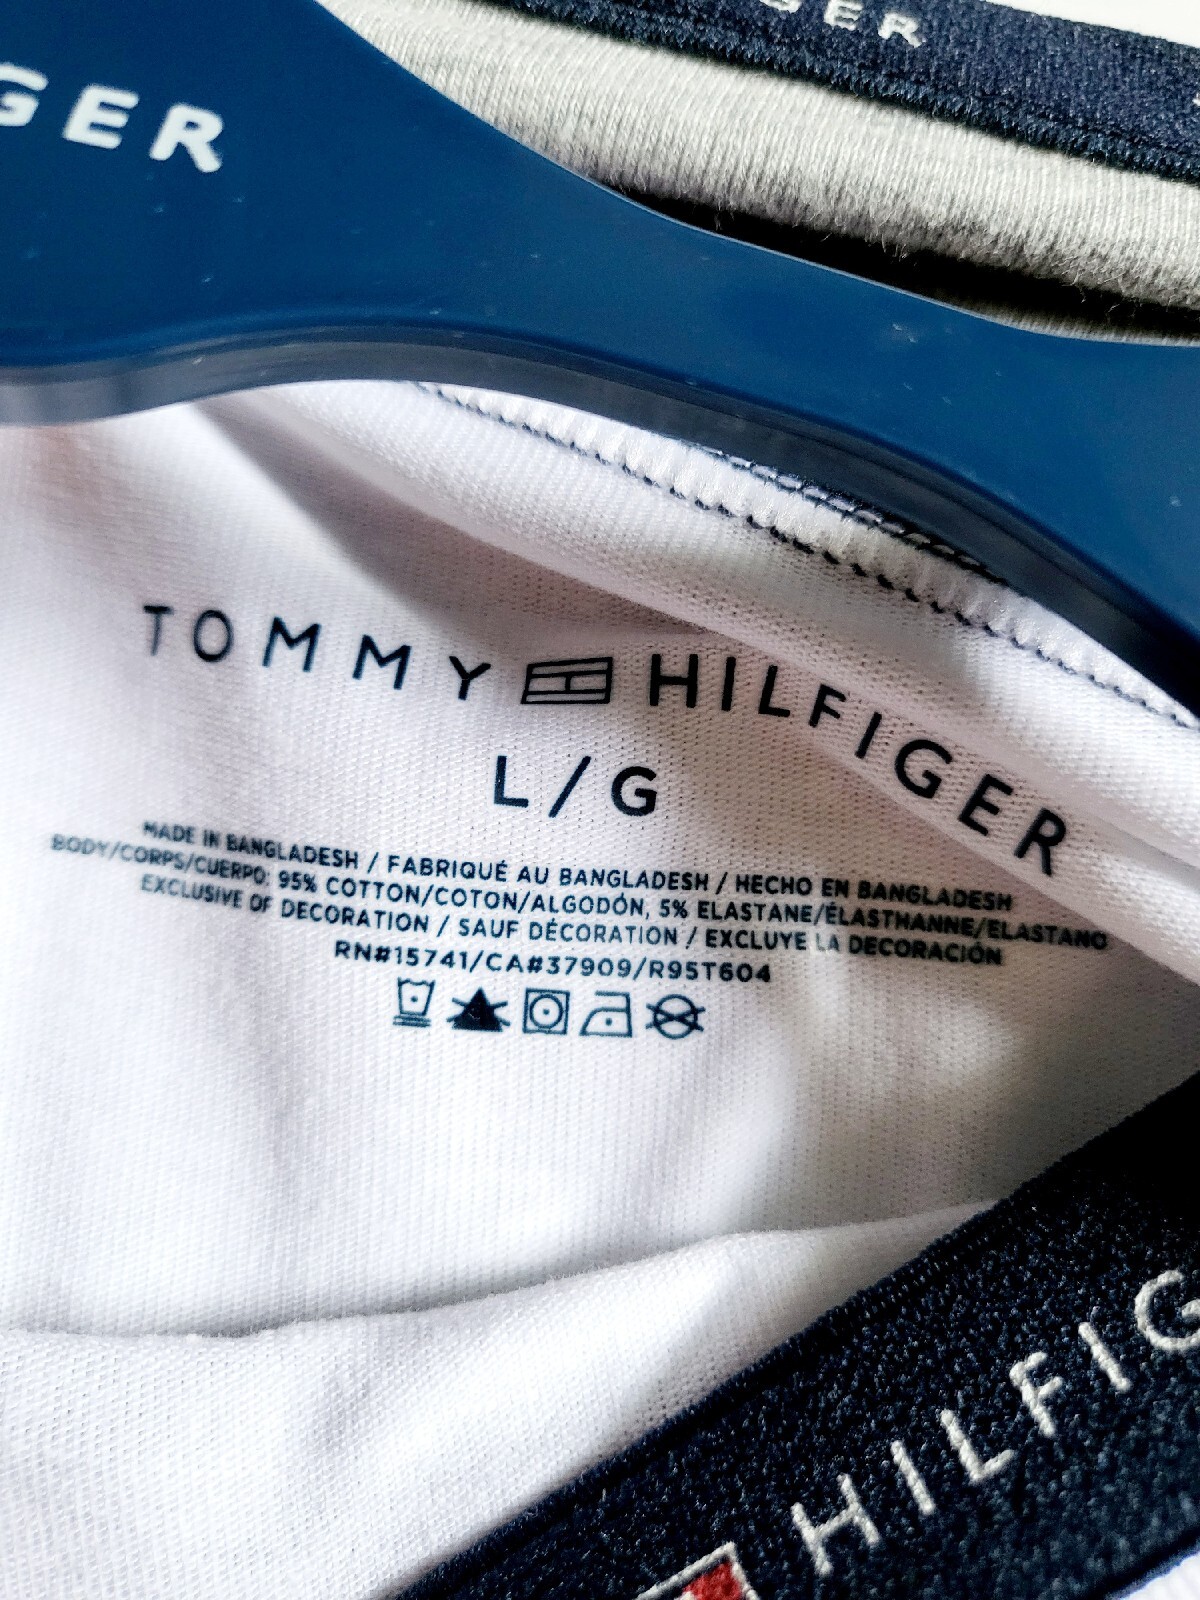 GER
GER
TOMMY HILFIGER
L/G
MADE IN BANGLADESH / FABRIQUÉ AU BANGLADESH / HECHO EN BANGLADESH
BODY/CORPS/CUERPO: 95% COTTON/COTON/ALGODÓN, 5% ELASTANE/ÉLASTHANNE/ELASTANO
EXCLUSIVE OF DECORATION / SAUF DÉCORATION / EXCLUYE LA DECORACIÓN
RN#15741/CA#37909/R95T604
HILFIG